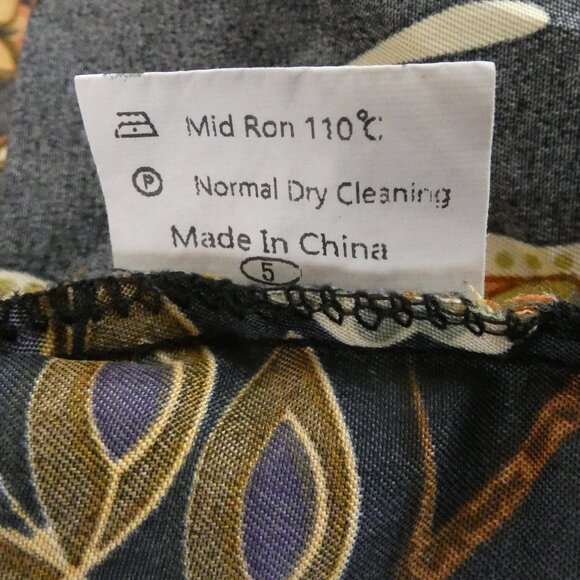 Mid Ron 110℃
P Normal Dry Cleaning
Made In China
5